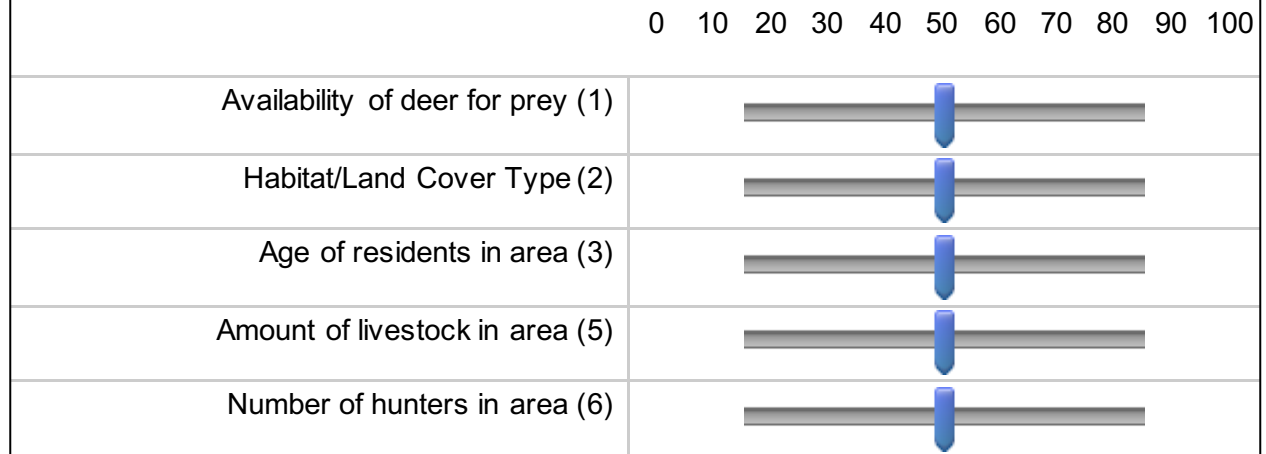 0 10 20 30 40 50 60 70 80 90 100
Availability of deer for prey (1)
Habitat/Land Cover Type (2)
Age of residents in area (3)
Amount of livestock in area (5)
Number of hunters in area (6)